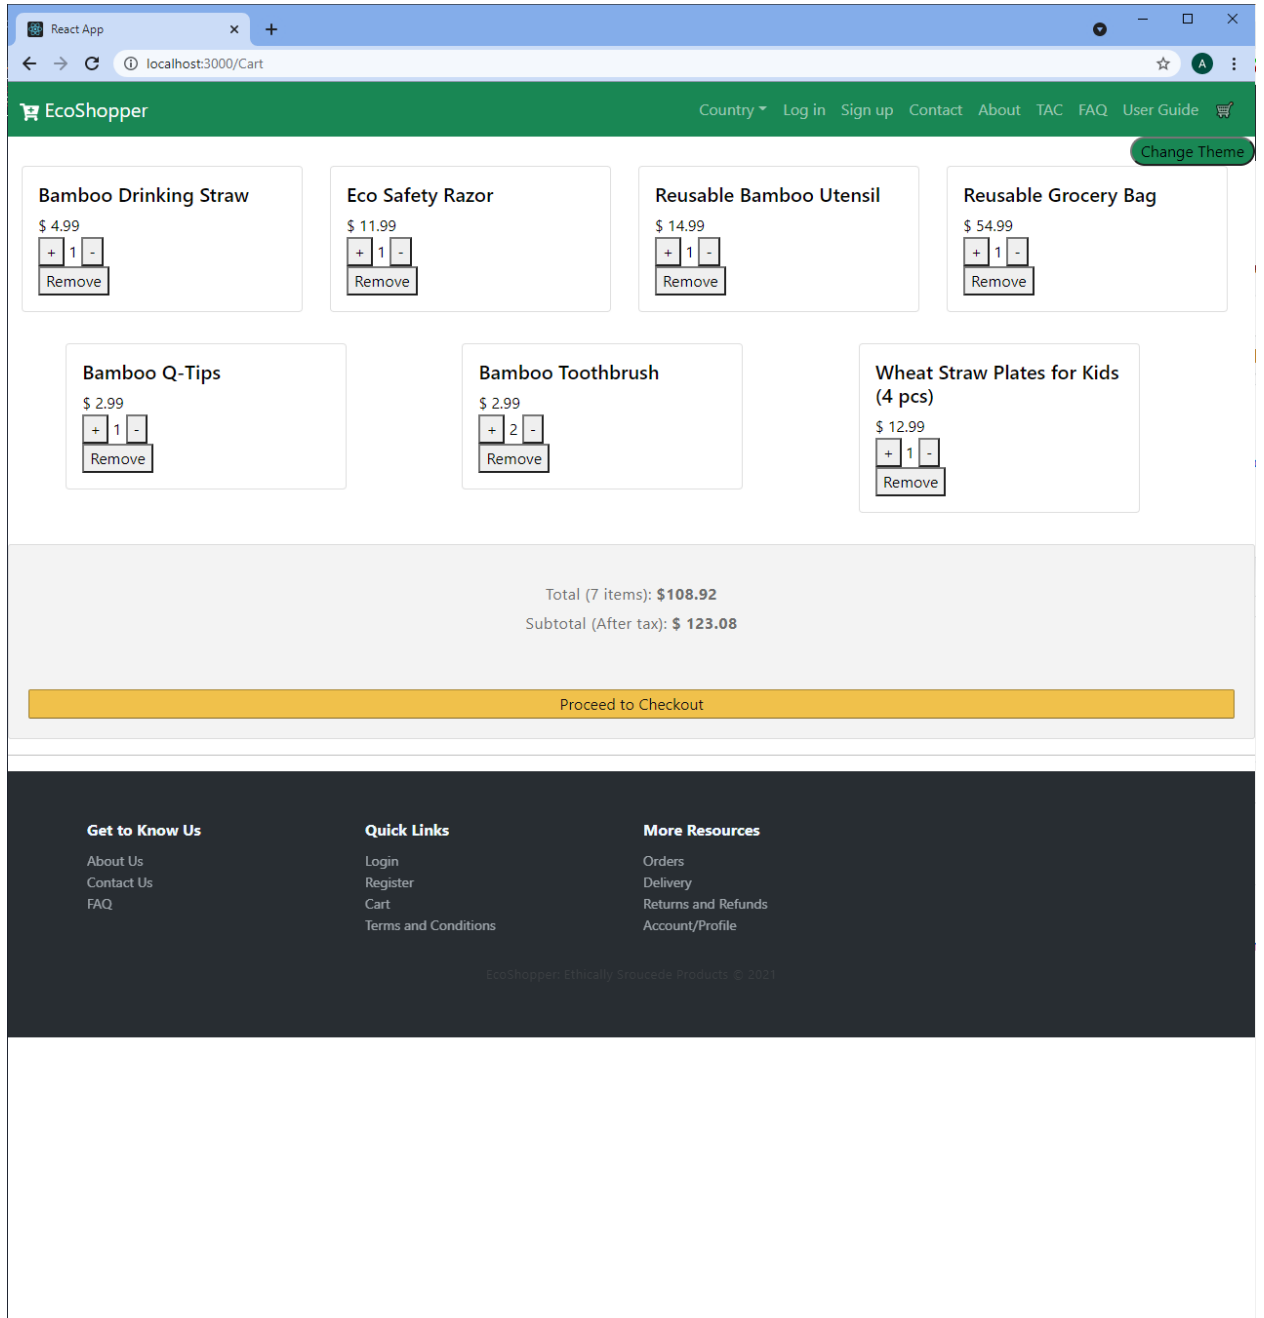 React App
localhost:3000/Cart
A
EcoShopper
Country Log in Sign up Contact About TAC FAQ User Guide
Change Theme
Bamboo Drinking Straw
$ 4.99
+ 1 -
Remove
Eco Safety Razor
$ 11.99
+ 1 -
Remove
Reusable Bamboo Utensil
$ 14.99
+ 1 -
Remove
Reusable Grocery Bag
$ 54.99
+ 1 -
Remove
Bamboo Q-Tips
$ 2.99
+ 1 -
Remove
Bamboo Toothbrush
$ 2.99
+ 2 -
Remove
Wheat Straw Plates for Kids
(4 pcs)
$ 12.99
+ 1 -
Remove
Total (7 items): $108.92
Subtotal (After tax): $ 123.08
Proceed to Checkout
Get to Know Us
About Us
Contact Us
FAQ
Quick Links
Login
Register
Cart
Terms and Conditions
More Resources
Orders
Delivery
Returns and Refunds
Account/Profile
EcoShopper: Ethically Sroucede Products © 2021